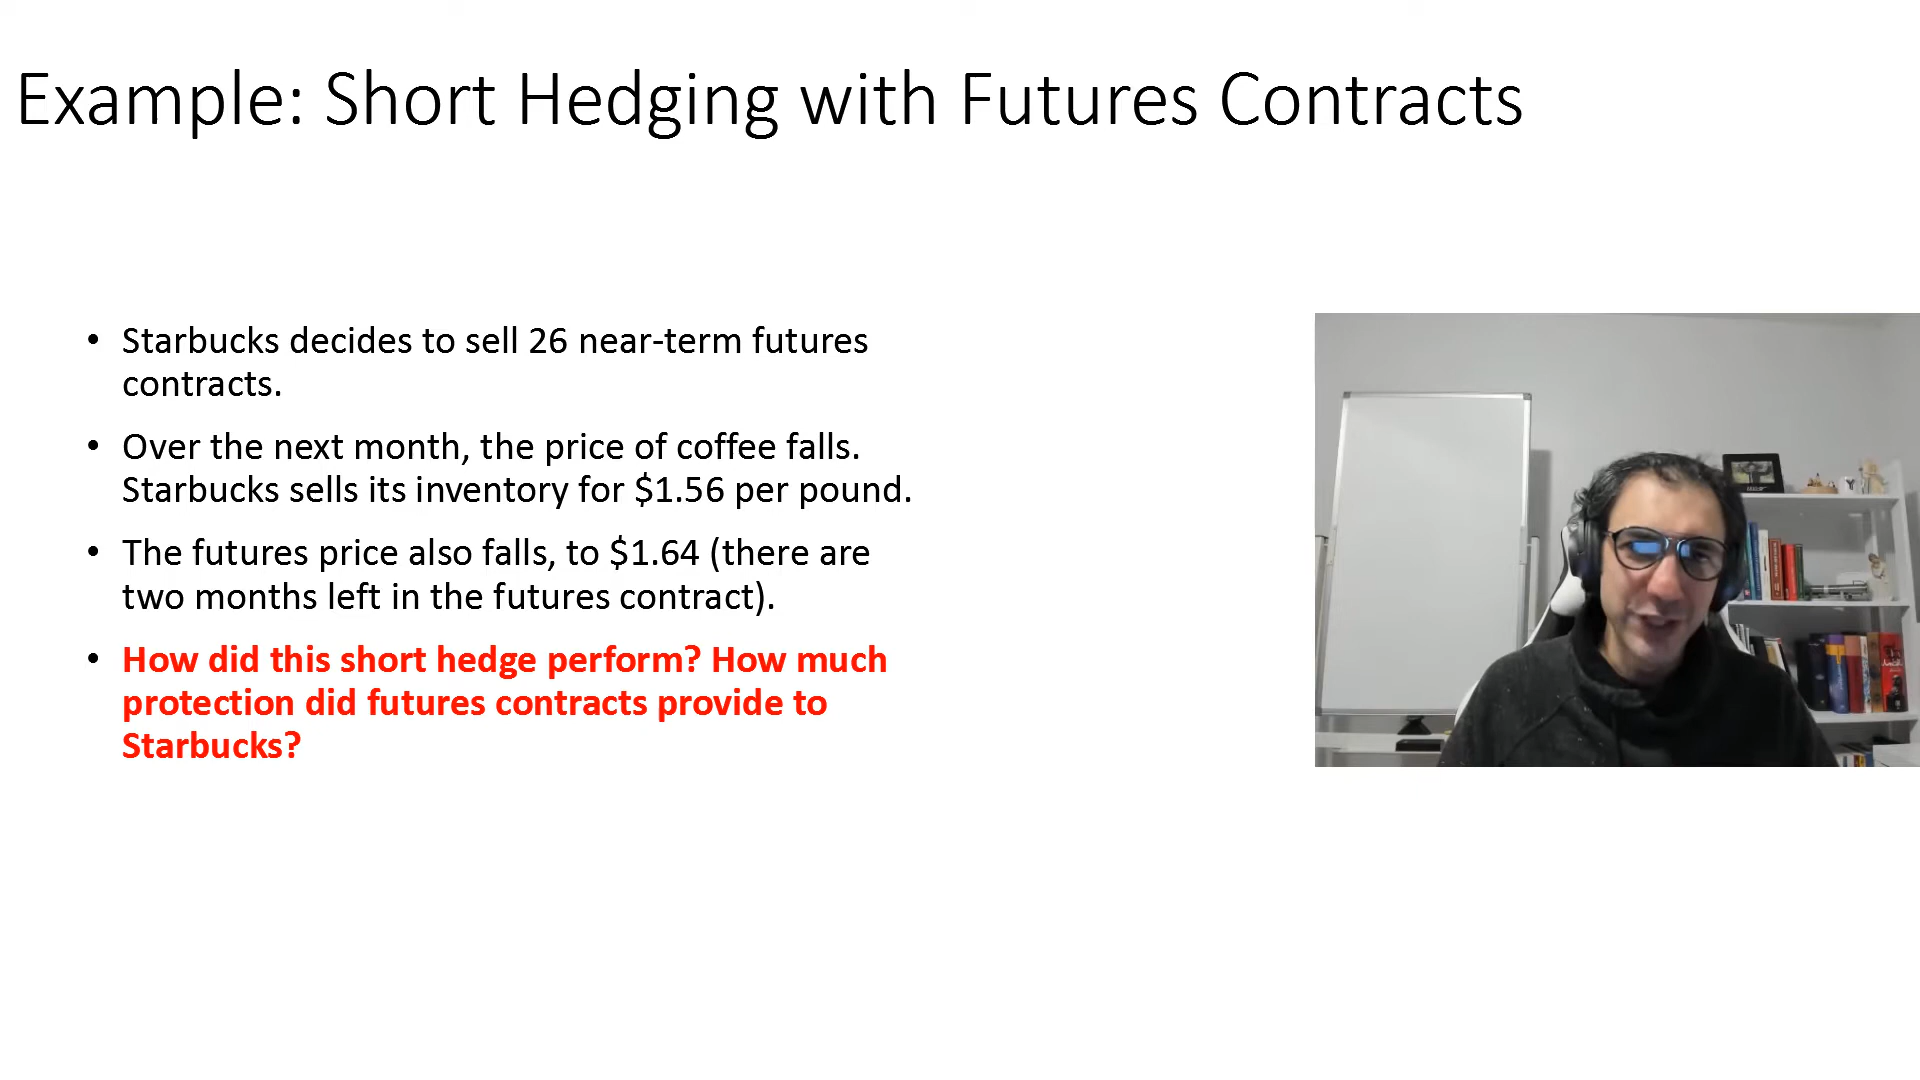 Example: Short Hedging with Futures Contracts
• Starbucks decides to sell 26 near-term futures
contracts.
• Over the next month, the price of coffee falls.
Starbucks sells its inventory for $1.56 per pound.
• The futures price also falls, to $1.64 (there are
two months left in the futures contract).
• How did this short hedge perform? How much
protection did futures contracts provide to
Starbucks?